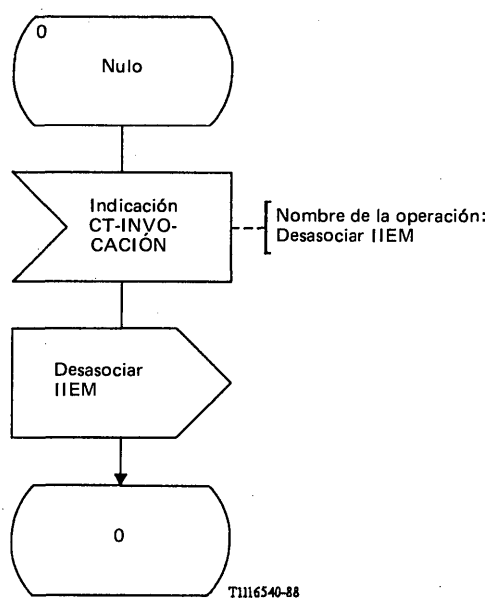 0
Nulo
Indicación
CT-INVO-
CACIÓN
Nombre de la operación:
Desasociar IIEM
Desasociar
IIEM
0
T1116540-88